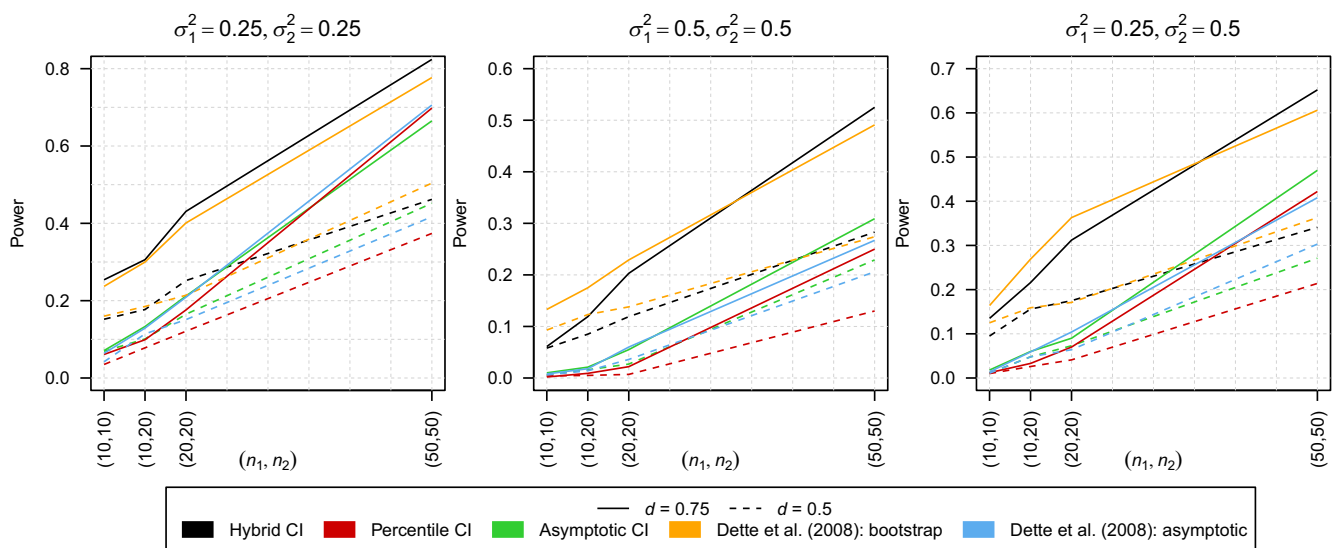 σ₁² = 0.25, σ₂² = 0.25
Power
0.8
0.6
0.4
0.2
0.0
(10,10)
(10,20)
(20,20)
(50,50)
(n₁, n₂)
σ₁² = 0.5, σ₂² = 0.5
Power
0.6
0.5
0.4
0.3
0.2
0.1
0.0
(10,10)
(10,20)
(20,20)
(50,50)
(n₁, n₂)
σ₁² = 0.25, σ₂² = 0.5
Power
0.7
0.6
0.5
0.4
0.3
0.2
0.1
0.0
(10,10)
(10,20)
(20,20)
(50,50)
(n₁, n₂)
d = 0.75 d = 0.5
Hybrid CI Percentile CI Asymptotic CI Dette et al. (2008): bootstrap Dette et al. (2008): asymptotic